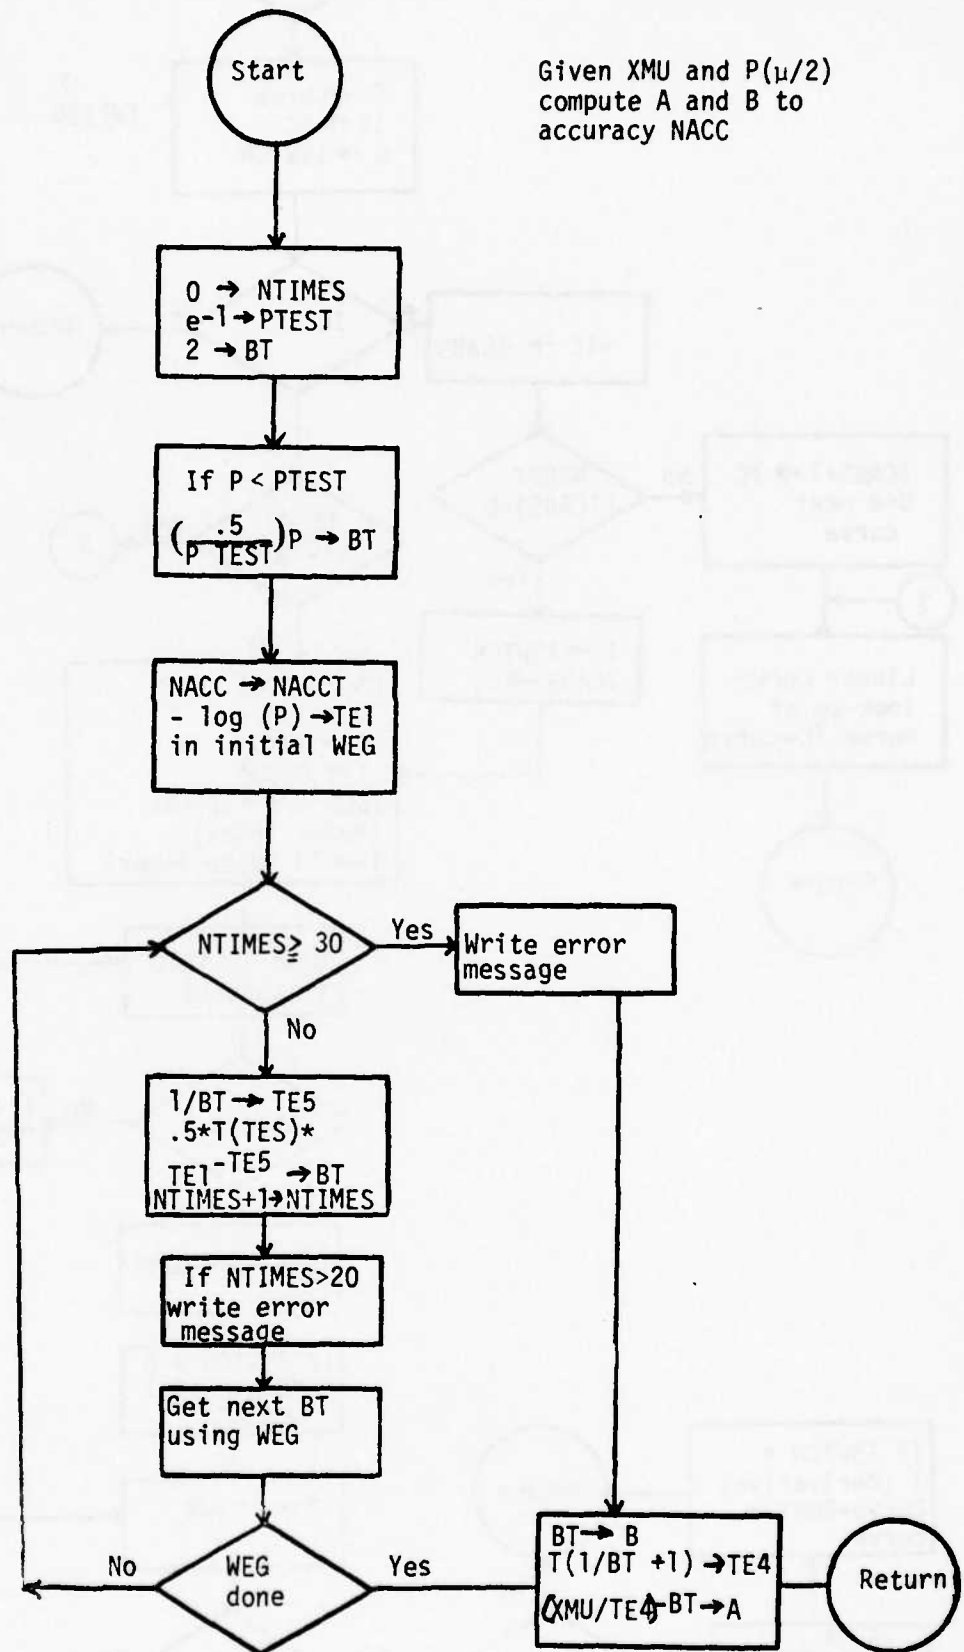 Start
Given XMU and P(μ/2)
compute A and B to
accuracy NACC
0 → NTIMES
e-1 → PTEST
2 → BT
If P < PTEST
(.5
P TEST)P → BT
NACC → NACCT
- log (P) → TE1
in initial WEG
NTIMES ≥ 30
Yes
Write error
message
No
1/BT → TE5
.5*T(TES)*
TE1-TE5 → BT
NTIMES+1→NTIMES
If NTIMES>20
write error
message
Get next BT
using WEG
No
WEG
done
Yes
BT → B
T(1/BT +1) → TE4
(XMU/TE4)-BT → A
Return